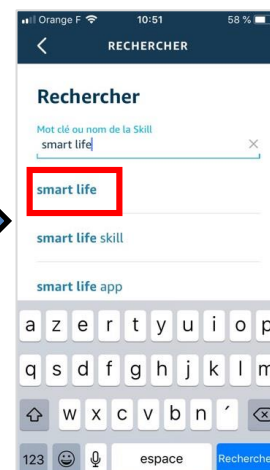 Orange F 10:51 58 %
RECHERCHER
Rechercher
Mot clé ou nom de la Skill
smart life
smart life
smart life skill
smart life app
a z e r t y u i o p
q s d f g h j k l m
w x c v b n ´
123 espace Rechercher